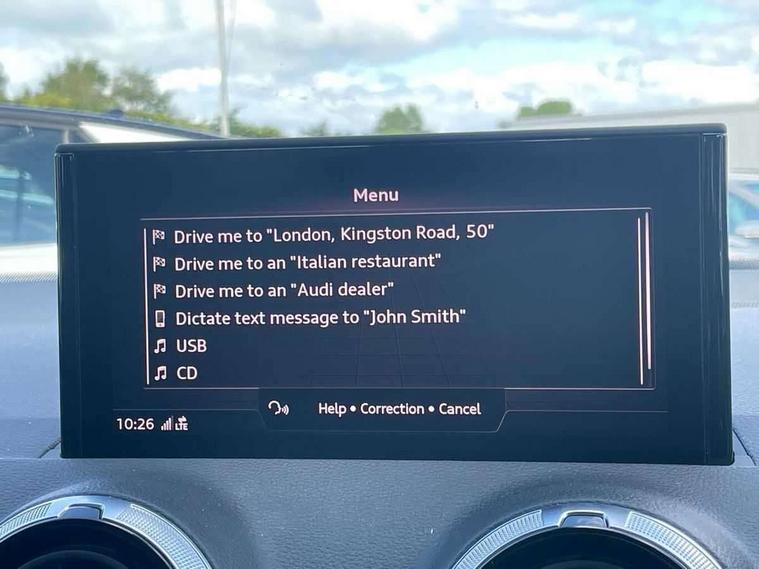 Menu
Drive me to "London, Kingston Road, 50"
Drive me to an "Italian restaurant"
Drive me to an "Audi dealer"
Dictate text message to "John Smith"
USB
CD
Help • Correction • Cancel
10:26 LTE